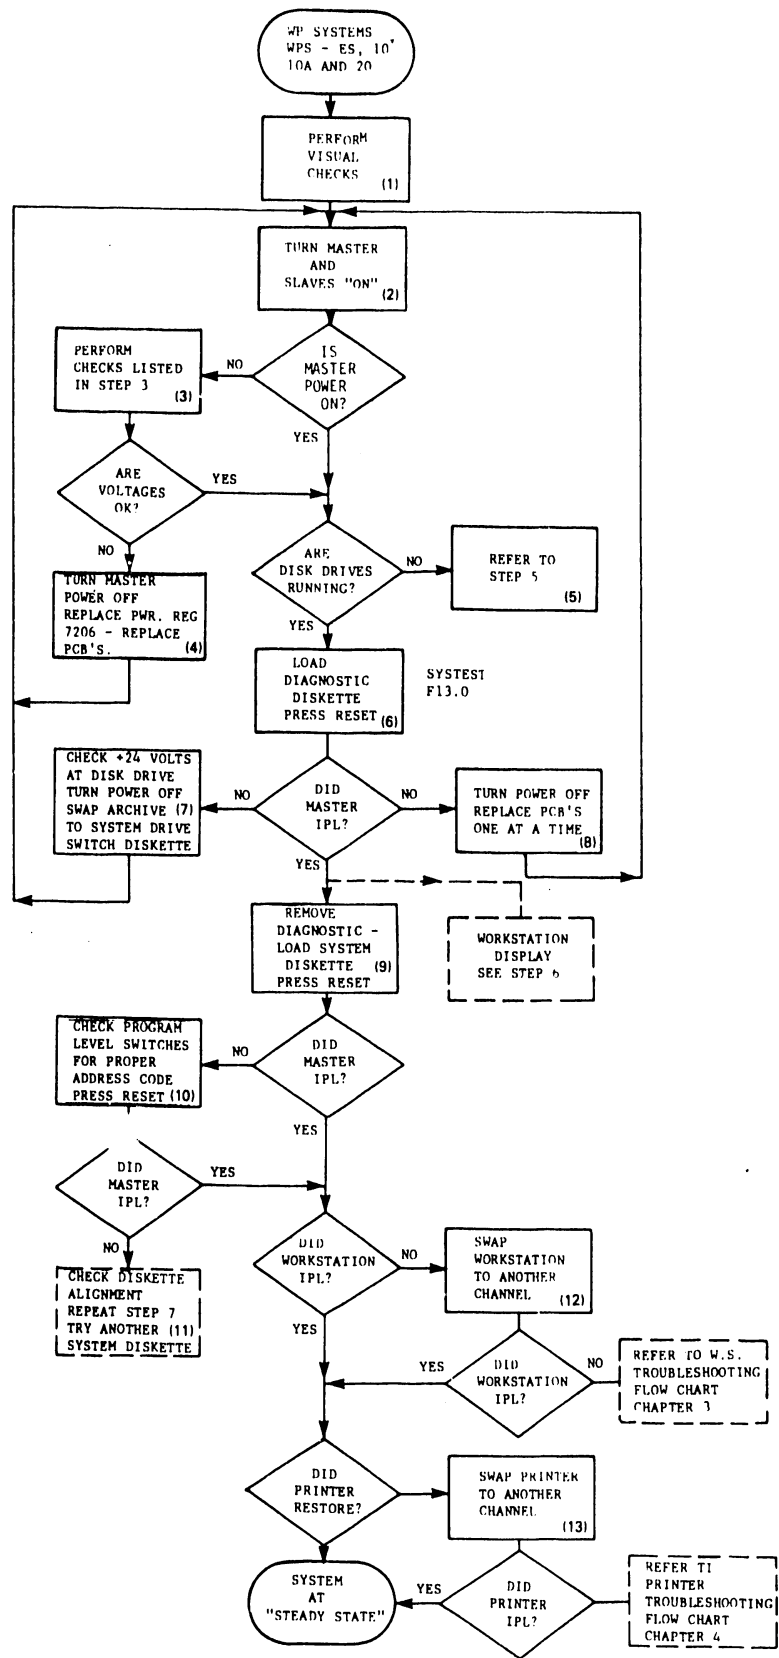 WP SYSTEMS
WPS - ES, 10
10A AND 20
PERFORM
VISUAL
CHECKS
(1)
TURN MASTER
AND
SLAVES "ON"
(2)
IS
MASTER
POWER
ON?
NO
YES
PERFORM
CHECKS LISTED
IN STEP 3
(3)
ARE
VOLTAGES
OK?
YES
NO
TURN MASTER
POWER OFF
REPLACE PWR. REG
7206 - REPLACE
PCB'S.
(4)
ARE
DISK DRIVES
RUNNING?
NO
YES
REFER TO
STEP 5
(5)
LOAD
DIAGNOSTIC
DISKETTE
PRESS RESET
(6)
SYSTEST
F13.0
DID
MASTER
IPL?
NO
NO
YES
CHECK +24 VOLTS
AT DISK DRIVE
TURN POWER OFF
SWAP ARCHIVE (7)
TO SYSTEM DRIVE
SWITCH DISKETTE
TURN POWER OFF
REPLACE PCB'S
ONE AT A TIME
(8)
REMOVE
DIAGNOSTIC -
LOAD SYSTEM
DISKETTE (9)
PRESS RESET
WORKSTATION
DISPLAY
SEE STEP 6
DID
MASTER
IPL?
NO
YES
CHECK PROGRAM
LEVEL SWITCHES
FOR PROPER
ADDRESS CODE
PRESS RESET (10)
DID
MASTER
IPL?
YES
NO
CHECK DISKETTE
ALIGNMENT
REPEAT STEP 7
TRY ANOTHER (11)
SYSTEM DISKETTE
DID
WORKSTATION
IPL?
NO
YES
SWAP
WORKSTATION
TO ANOTHER
CHANNEL
(12)
DID
WORKSTATION
IPL?
YES
NO
REFER TO W.S.
TROUBLESHOOTING
FLOW CHART
CHAPTER 3
DID
PRINTER
RESTORE?
SWAP PRINTER
TO ANOTHER
CHANNEL
(13)
DID
PRINTER
IPL?
YES
REFER TI
PRINTER
TROUBLESHOOTING
FLOW CHART
CHAPTER 4
SYSTEM
AT
"STEADY STATE"